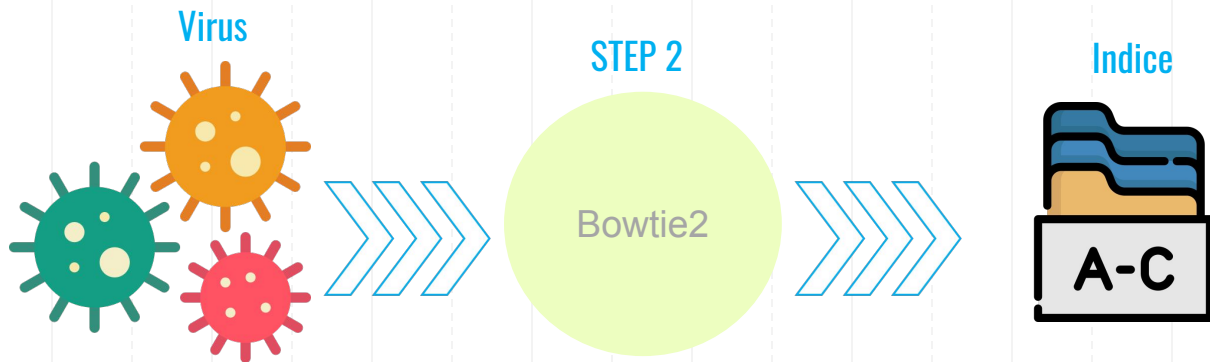 Virus
STEP 2
Indice
Bowtie2
A-C